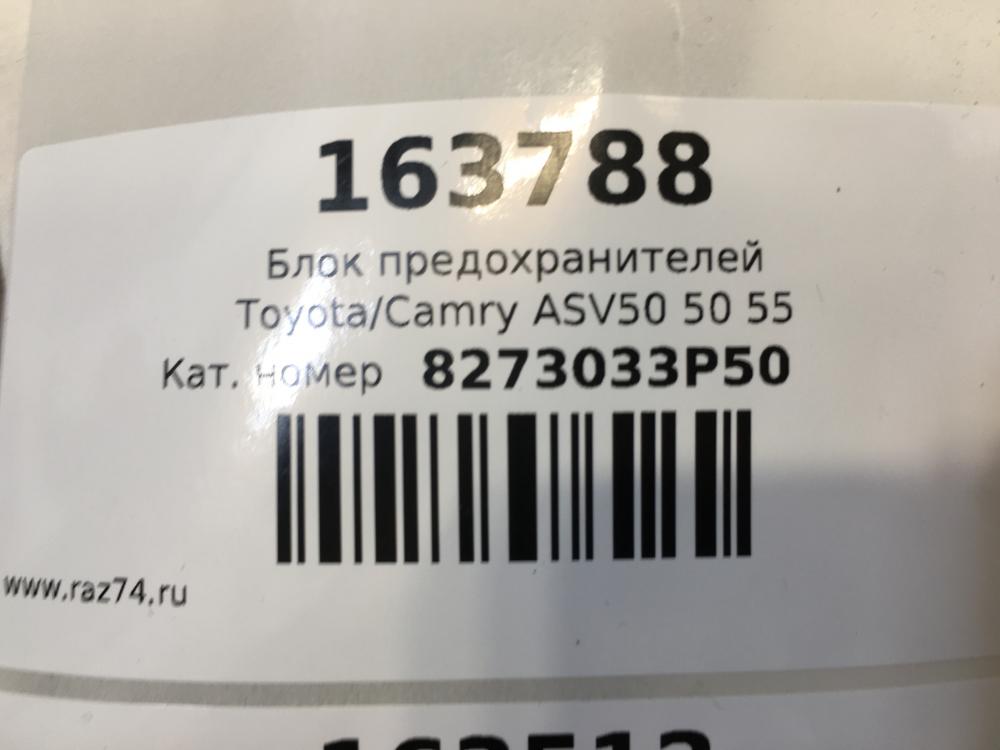 163788
Блок предохранителей
Toyota/Camry ASV50 50 55
Кат. номер 8273033P50
www.raz74.ru